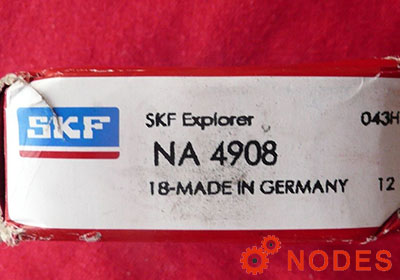 SKF
SKF Explorer 043H
NA 4908
18-MADE IN GERMANY 12
NODES